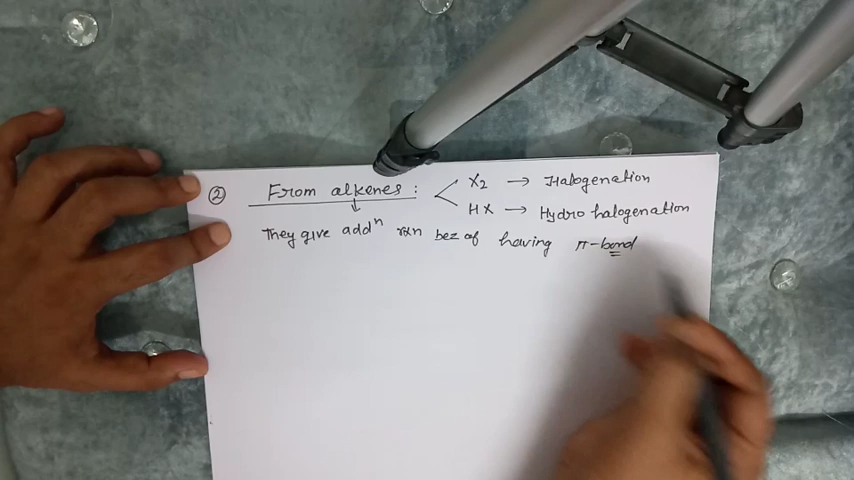 ② From alkenes : X2 → Halogenation
HX → Hydro halogenation
They give addⁿ rxn bcz of having π-bond